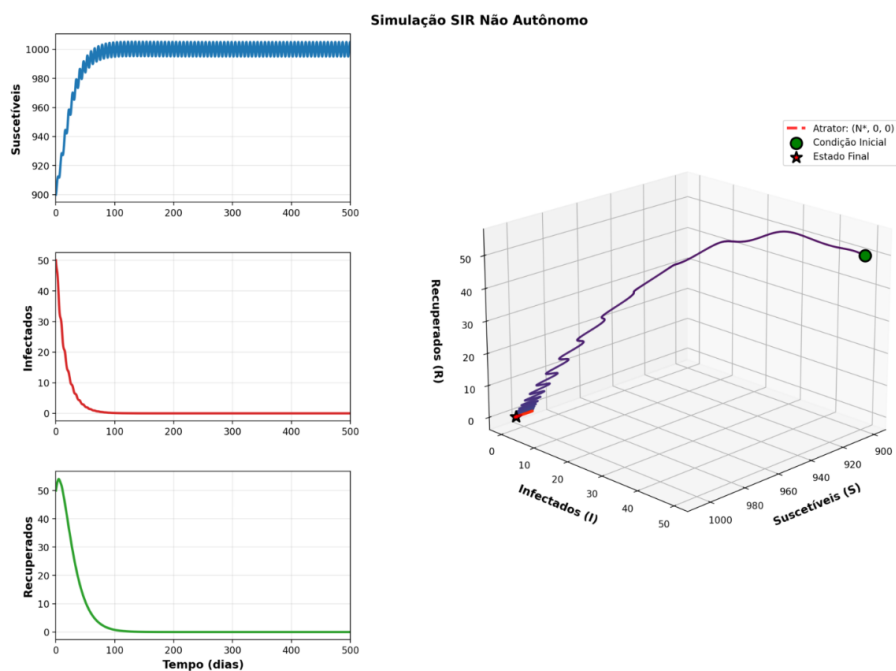 Simulação SIR Não Autônomo
Suscetíveis
1000
980
960
940
920
900
0 100 200 300 400 500
Infectados
50
40
30
20
10
0
0 100 200 300 400 500
Recuperados
50
40
30
20
10
0
0 100 200 300 400 500
Tempo (dias)
Atrator: (N*, 0, 0)
Condição Inicial
Estado Final
Recuperados (R)
50
40
30
20
10
0
0 10 20 30 40 50
Infectados (I)
1000 980 960 940 920 900
Suscetíveis (S)